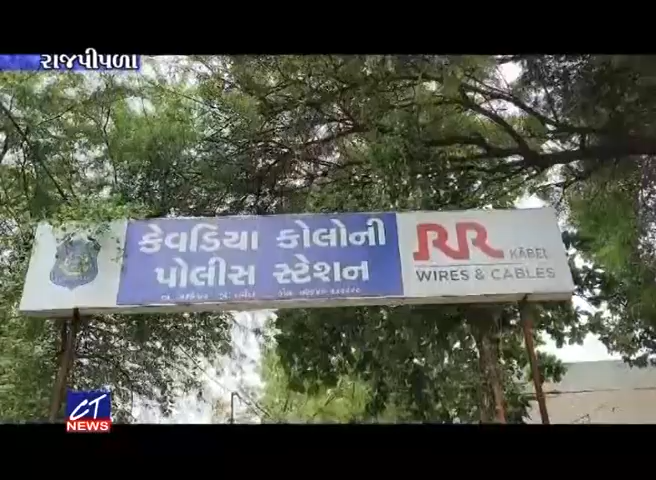 રાજપીપળા
કેવડિયા કોલોની
પોલીસ સ્ટેશન
RR KABEL
WIRES & CABLES
CT
NEWS